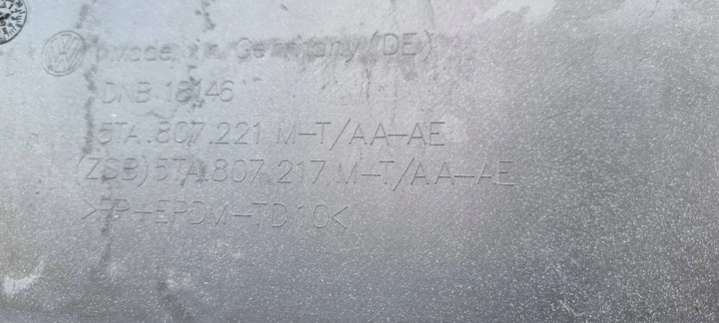 Made in Germany (DE)
DNB 18146
5TA.807.221 M-T/AA-AE
(ZSB) 5TA.807.217. M-T/AA-AE
>PP-EPDM-TD10<